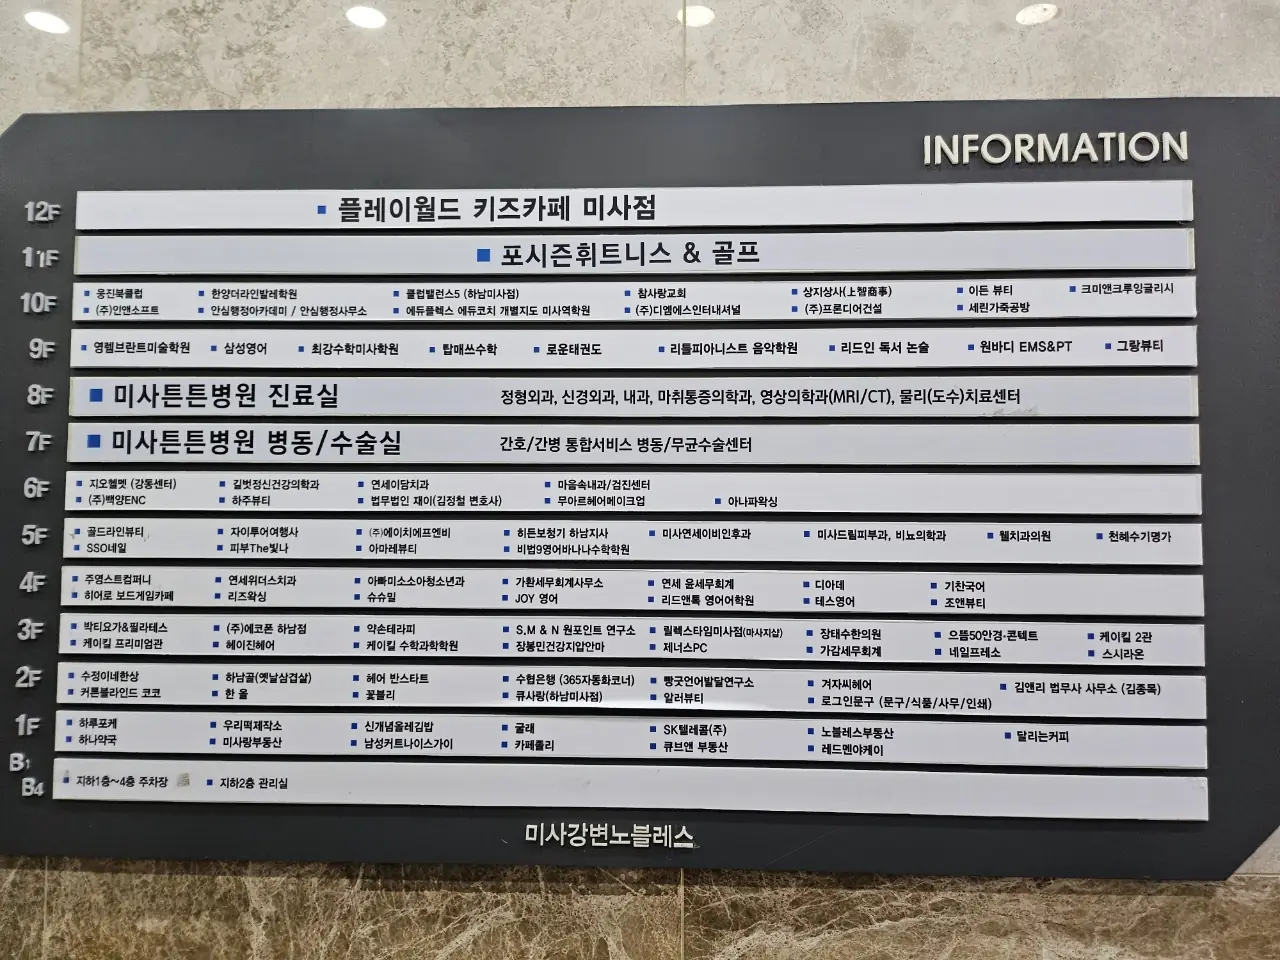 INFORMATION
12F ▪ 플레이월드 키즈카페 미사점
11F ▪ 포시즌휘트니스 & 골프
10F ▪ 웅진북클럽 ▪ 한양더라인발레학원 ▪ 클럽밸런스5 (하남미사점) ▪ 참사랑교회 ▪ 상지상사(上智商事) ▪ 이든 뷰티 ▪ 크미앤크루잉글리시
▪ (주)인앤소프트 ▪ 안심행정아카데미 / 안심행정사무소 ▪ 에듀플렉스 에듀코치 개별지도 미사역학원 ▪ (주)디엠에스인터내셔널 ▪ (주)프론디어건설 ▪ 세린가죽공방
9F ▪ 영렘브란트미술학원 ▪ 삼성영어 ▪ 최강수학미사학원 ▪ 탑매쓰수학 ▪ 로운태권도 ▪ 리틀피아니스트 음악학원 ▪ 리드인 독서 논술 ▪ 원바디 EMS&PT ▪ 그랑뷰티
8F ▪ 미사튼튼병원 진료실 정형외과, 신경외과, 내과, 마취통증의학과, 영상의학과(MRI/CT), 물리(도수)치료센터
7F ▪ 미사튼튼병원 병동/수술실 간호/간병 통합서비스 병동/무균수술센터
6F ▪ 지오헬멧 (강동센터) ▪ 길벗정신건강의학과 ▪ 연세이담치과 ▪ 마음속내과/검진센터
▪ (주)백양ENC ▪ 하주뷰티 ▪ 법무법인 재이(김정철 변호사) ▪ 무아르헤어메이크업 ▪ 아나파왁싱
5F ▪ 골드라인뷰티 ▪ 자이투어여행사 ▪ (주)에이치에프엔비 ▪ 히든보청기 하남지사 ▪ 미사연세이비인후과 ▪ 미사드림피부과, 비뇨의학과 ▪ 웰치과의원 ▪ 천혜수기명가
▪ SSO네일 ▪ 피부The빛나 ▪ 아마레뷰티 ▪ 비법9영어바나나수학학원
4F ▪ 주영스트컴퍼니 ▪ 연세위더스치과 ▪ 아빠미소소아청소년과 ▪ 가환세무회계사무소 ▪ 연세 윤세무회계 ▪ 디아데 ▪ 기찬국어
▪ 히어로 보드게임카페 ▪ 리즈왁싱 ▪ 슈슈밀 ▪ JOY 영어 ▪ 리드앤톡 영어어학원 ▪ 테스영어 ▪ 조앤뷰티
3F ▪ 박티요가&필라테스 ▪ (주)에코폰 하남점 ▪ 약손테라피 ▪ S.M & N 원포인트 연구소 ▪ 릴렉스타임미사점(마사지샵) ▪ 장태수한의원 ▪ 으뜸50안경·콘텍트 ▪ 케이킬 2관
▪ 케이킬 프리미엄관 ▪ 헤이진헤어 ▪ 케이킬 수학과학학원 ▪ 장봉민건강지압안마 ▪ 제너스PC ▪ 가감세무회계 ▪ 네일프레소 ▪ 스시라온
2F ▪ 수정이네한상 ▪ 하남골(옛날삼겹살) ▪ 헤어 반스타트 ▪ 수협은행 (365자동화코너) ▪ 빵긋언어발달연구소 ▪ 겨자씨헤어 ▪ 김앤리 법무사 사무소 (김종목)
▪ 커튼블라인드 코코 ▪ 한 올 ▪ 꽃블리 ▪ 큐사랑(하남미사점) ▪ 알러뷰티 ▪ 로그인문구 (문구/식품/사무/인쇄)
1F ▪ 하루포케 ▪ 우리떡제작소 ▪ 신개념올레김밥 ▪ 굴래 ▪ SK텔레콤(주) ▪ 노블레스부동산 ▪ 달리는커피
▪ 하나약국 ▪ 미사랑부동산 ▪ 남성커트나이스가이 ▪ 카페졸리 ▪ 큐브앤 부동산 ▪ 레드멘야케이
B1
B4 ▪ 지하1층~4층 주차장 ▪ 지하2층 관리실
미사강변노블레스